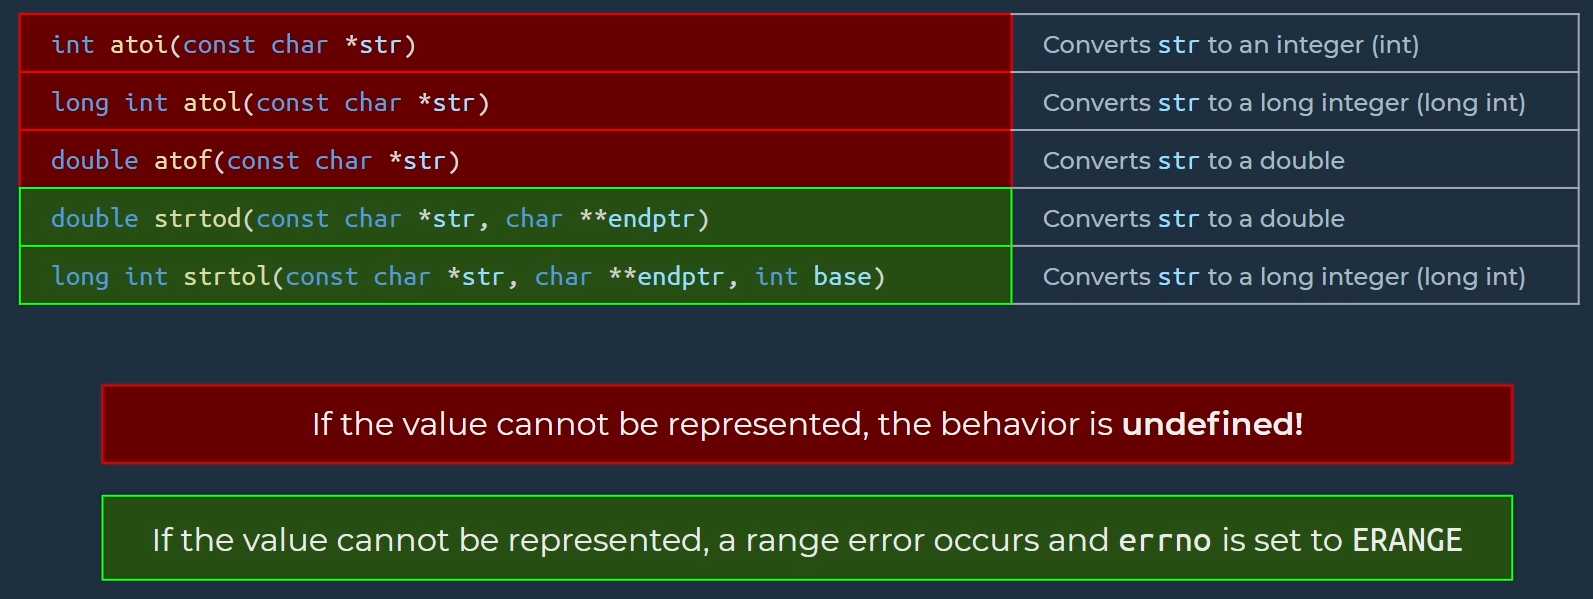 int atoi(const char *str) Converts str to an integer (int)
long int atol(const char *str) Converts str to a long integer (long int)
double atof(const char *str) Converts str to a double
double strtod(const char *str, char **endptr) Converts str to a double
long int strtol(const char *str, char **endptr, int base) Converts str to a long integer (long int)
If the value cannot be represented, the behavior is undefined!
If the value cannot be represented, a range error occurs and errno is set to ERANGE